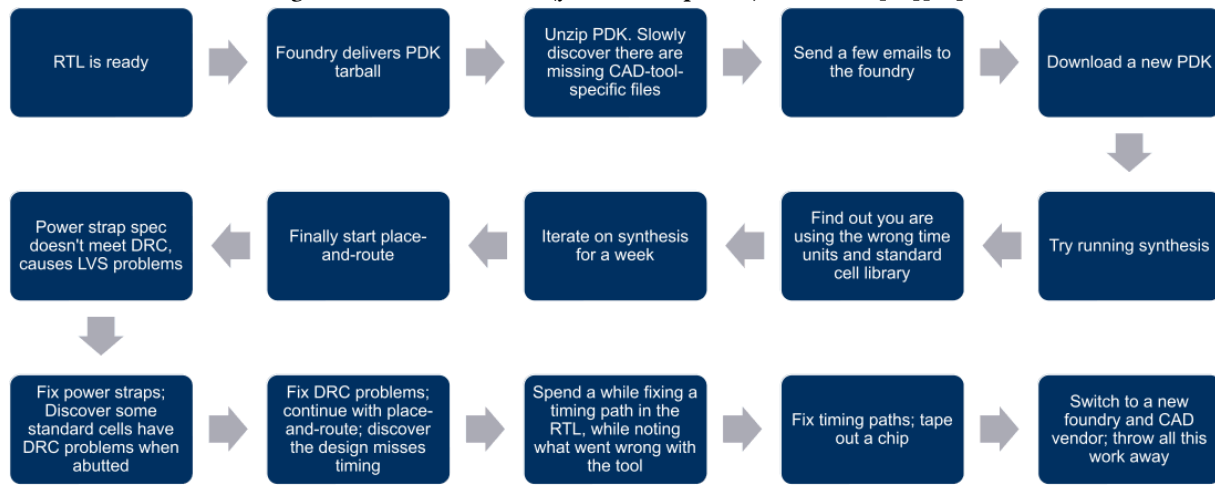 RTL is ready
Foundry delivers PDK
tarball
Unzip PDK. Slowly
discover there are
missing CAD-tool-
specific files
Send a few emails to
the foundry
Download a new PDK
Try running synthesis
Find out you are
using the wrong time
units and standard
cell library
Iterate on synthesis
for a week
Finally start place-
and-route
Power strap spec
doesn't meet DRC,
causes LVS problems
Fix power straps;
Discover some
standard cells have
DRC problems when
abutted
Fix DRC problems;
continue with place-
and-route; discover
the design misses
timing
Spend a while fixing a
timing path in the
RTL, while noting
what went wrong with
the tool
Fix timing paths; tape
out a chip
Switch to a new
foundry and CAD
vendor; throw all this
work away